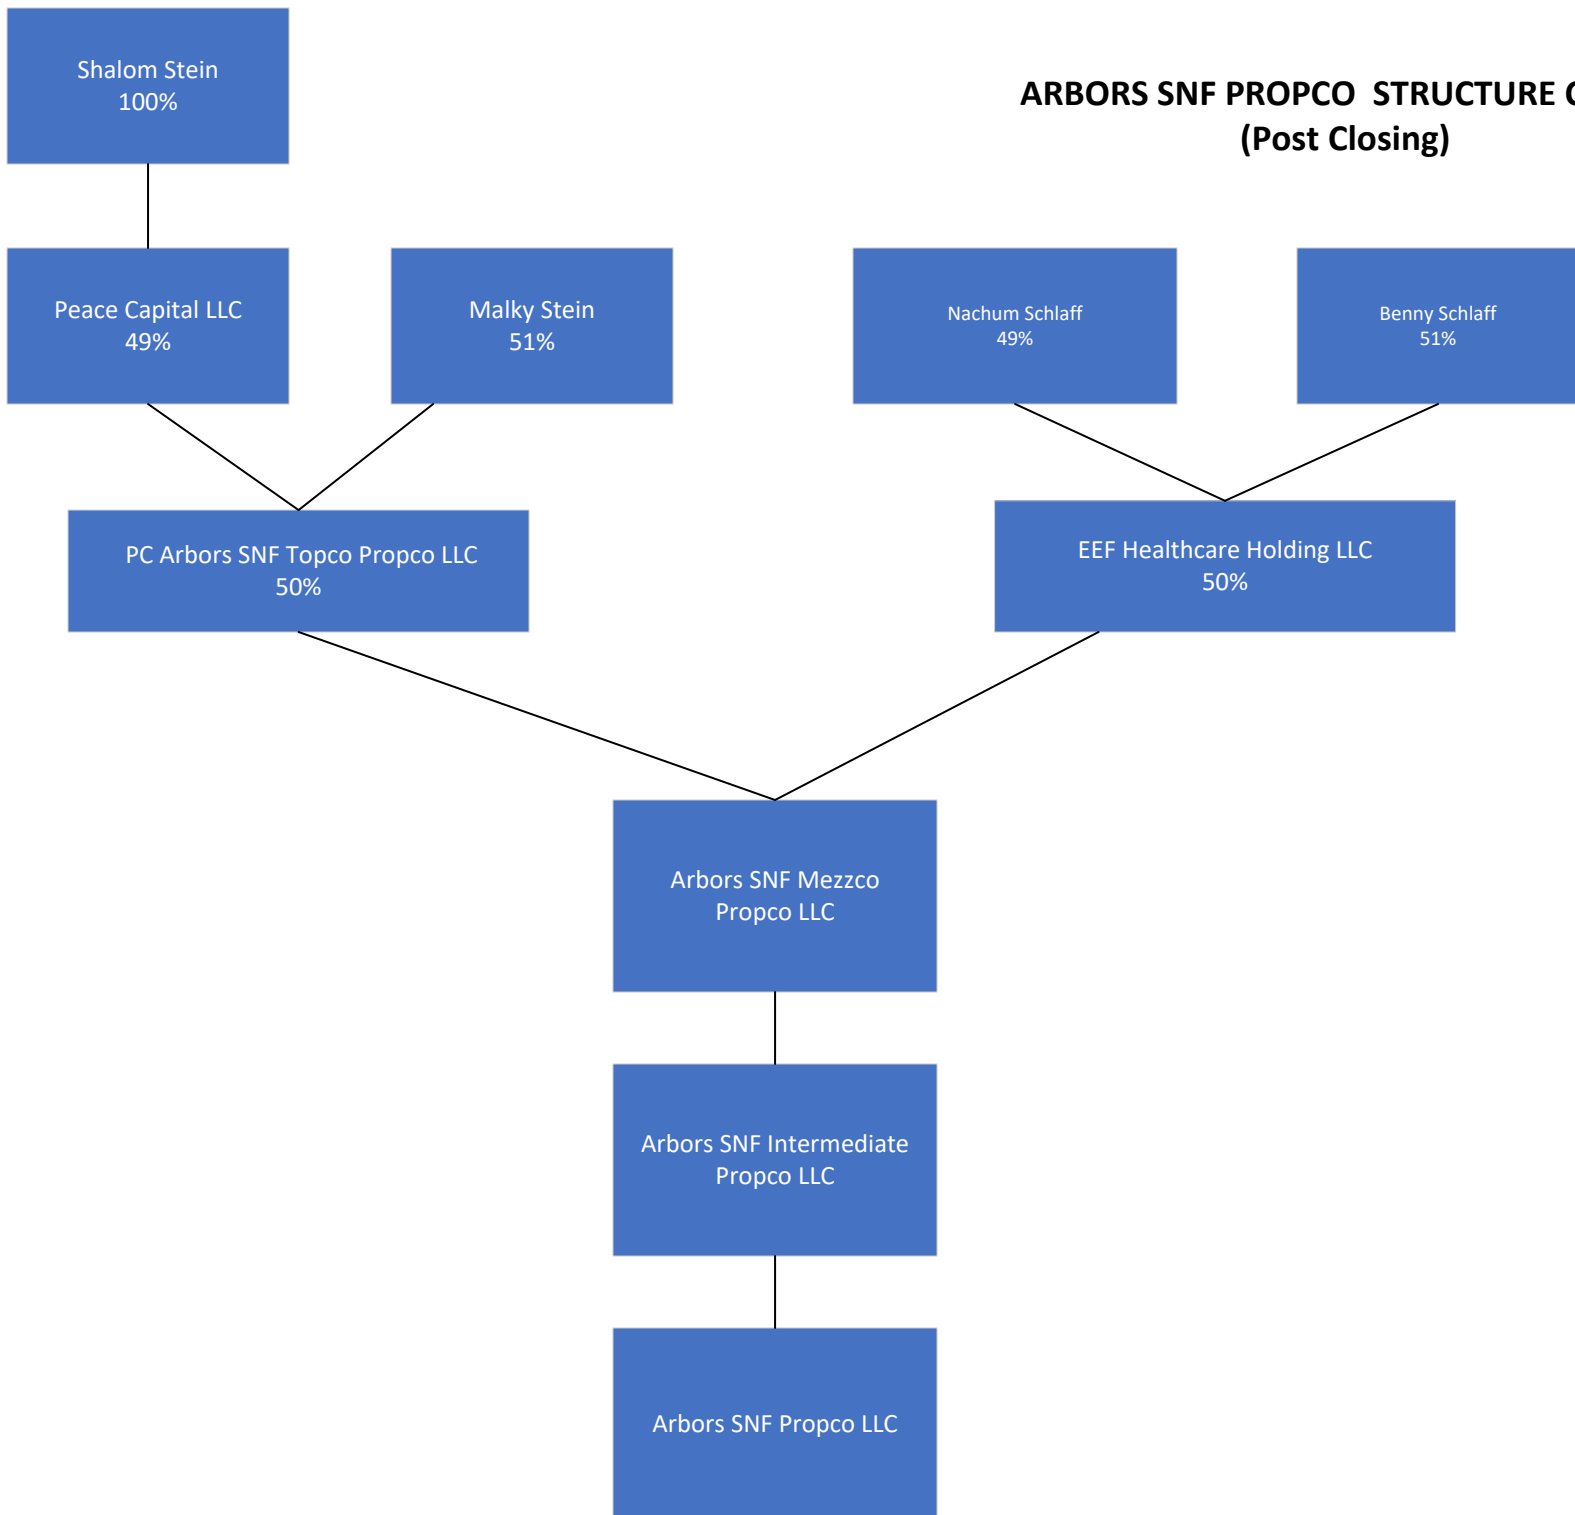 Shalom Stein
100%
ARBORS SNF PROPCO STRUCTURE
(Post Closing)
Peace Capital LLC
49%
Malky Stein
51%
Nachum Schlaff
49%
Benny Schlaff
51%
PC Arbors SNF Topco Propco LLC
50%
EEF Healthcare Holding LLC
50%
Arbors SNF Mezzco
Propco LLC
Arbors SNF Intermediate
Propco LLC
Arbors SNF Propco LLC